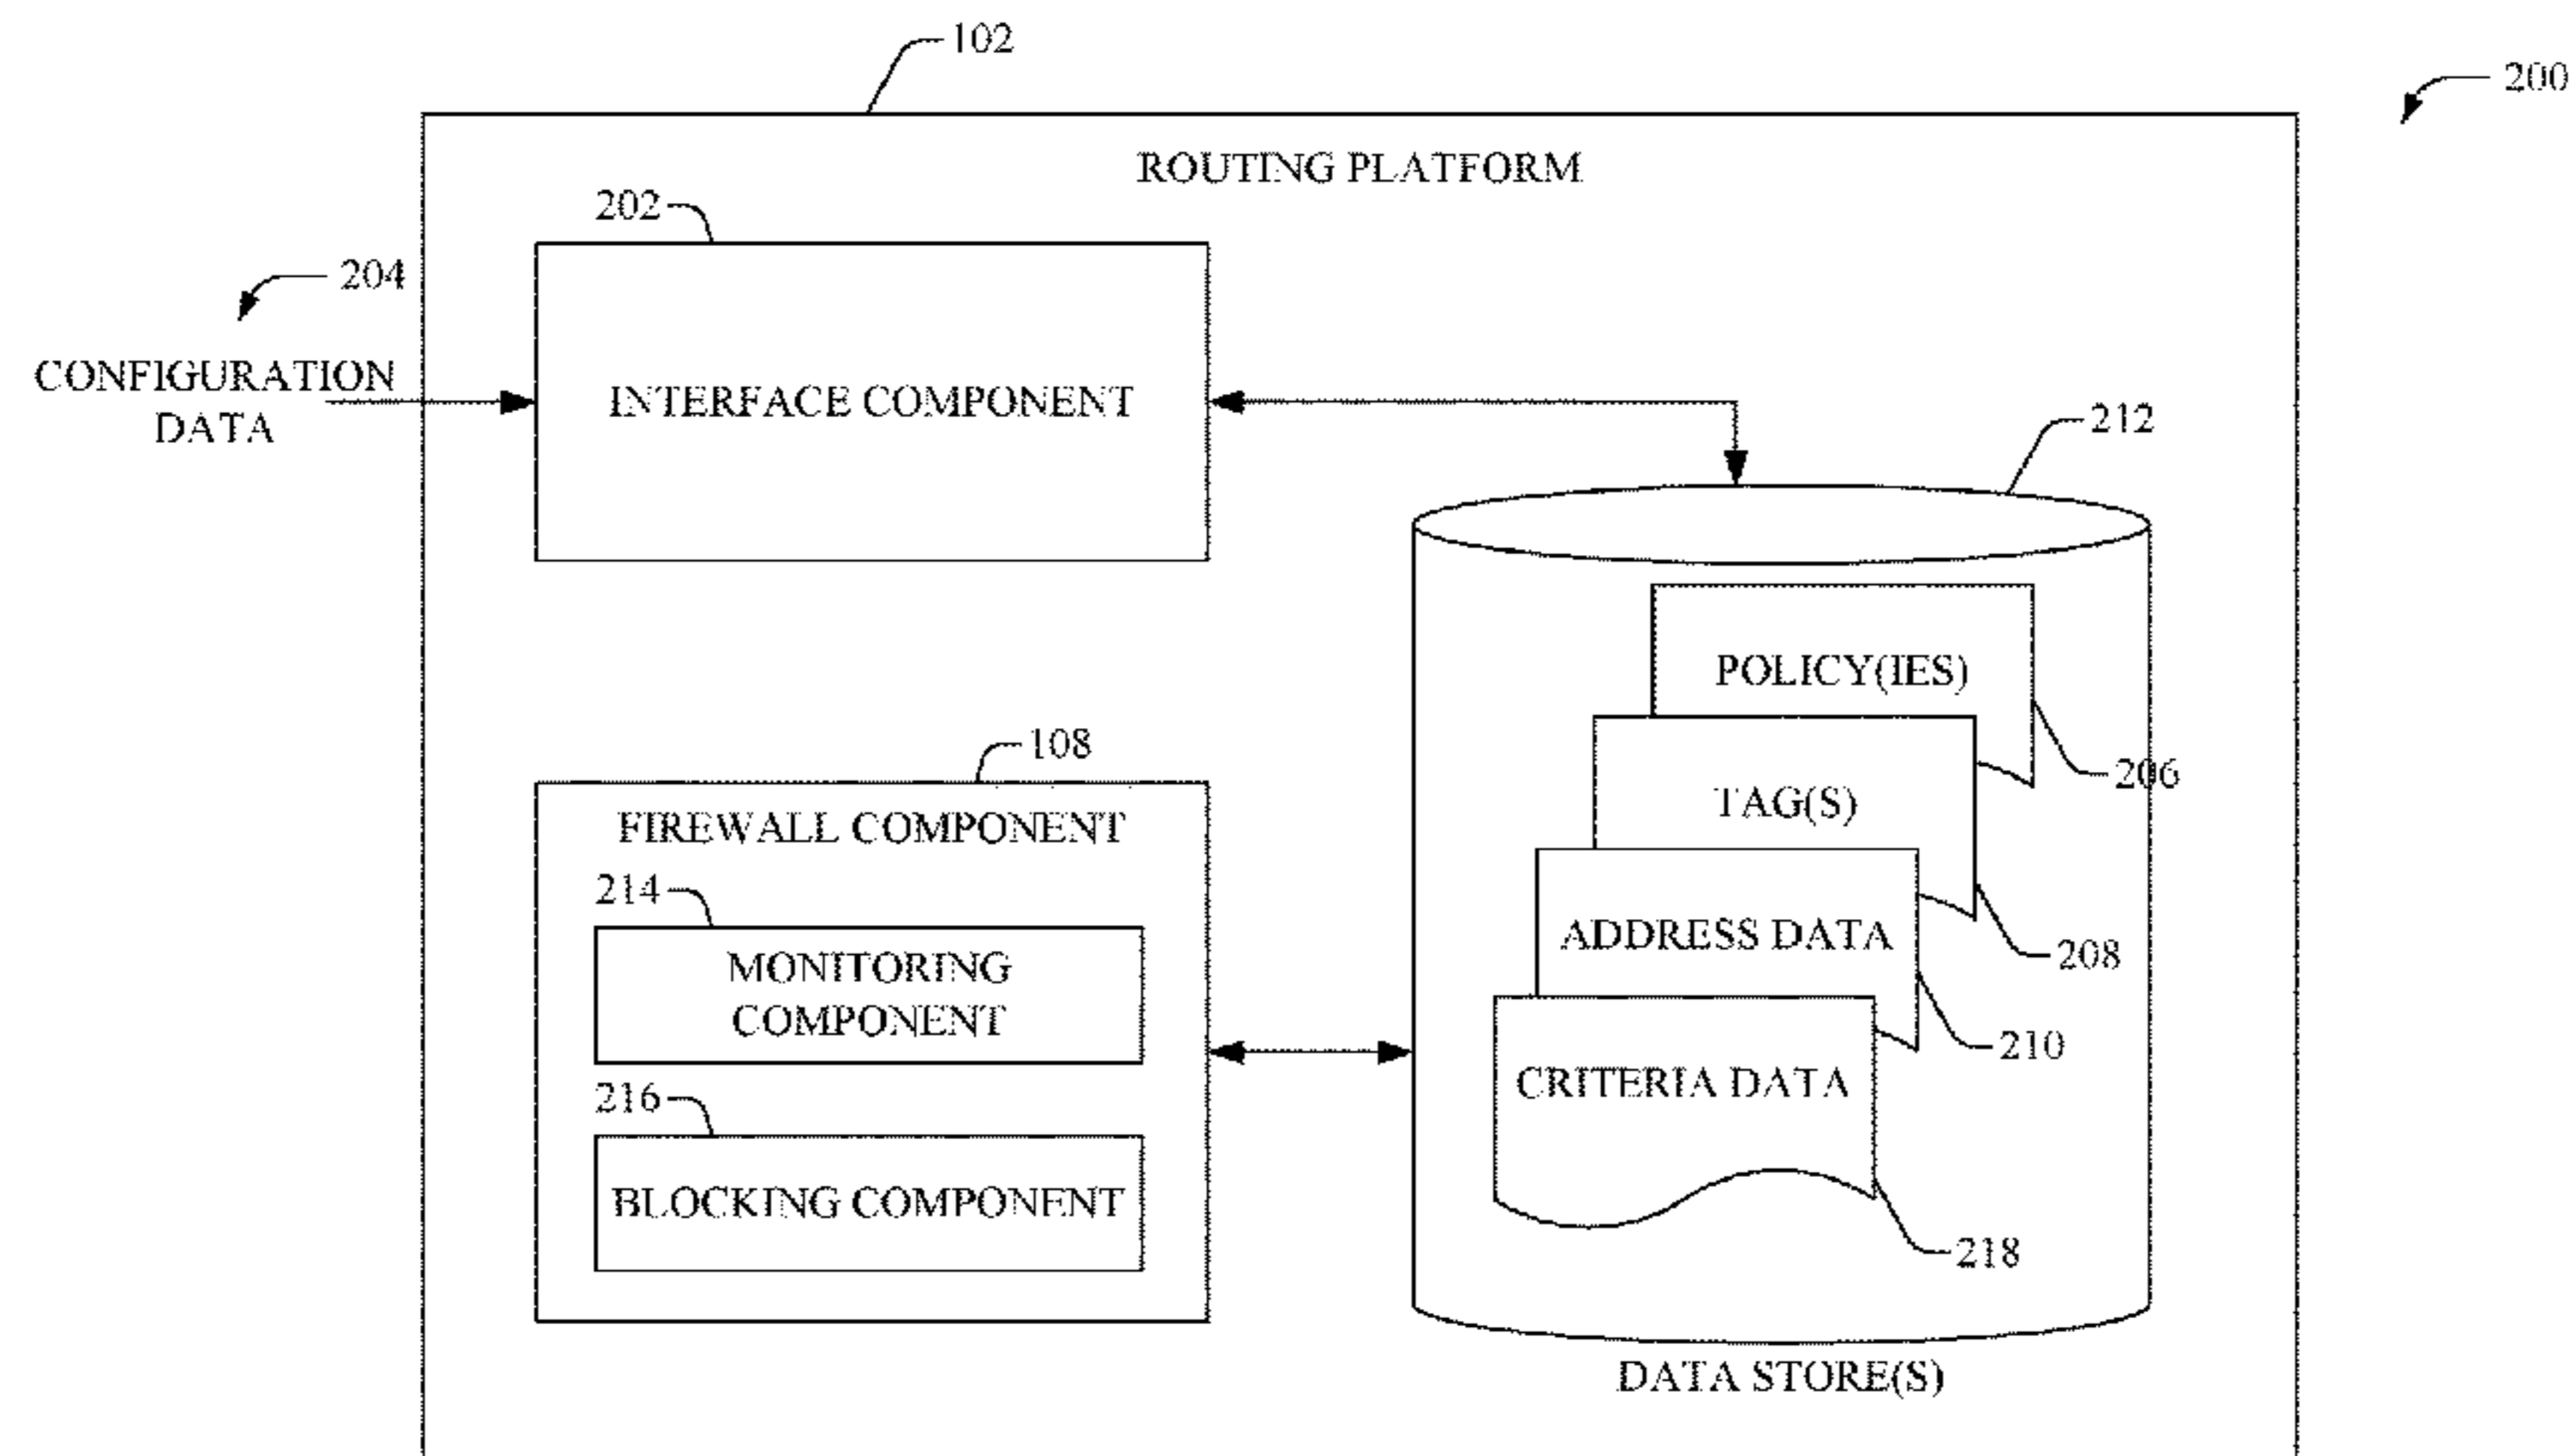 102
200
ROUTING PLATFORM
202
204
CONFIGURATION
DATA
INTERFACE COMPONENT
212
POLICY(IES)
206
TAG(S)
208
ADDRESS DATA
210
CRITERIA DATA
218
DATA STORE(S)
108
FIREWALL COMPONENT
214
MONITORING
COMPONENT
216
BLOCKING COMPONENT